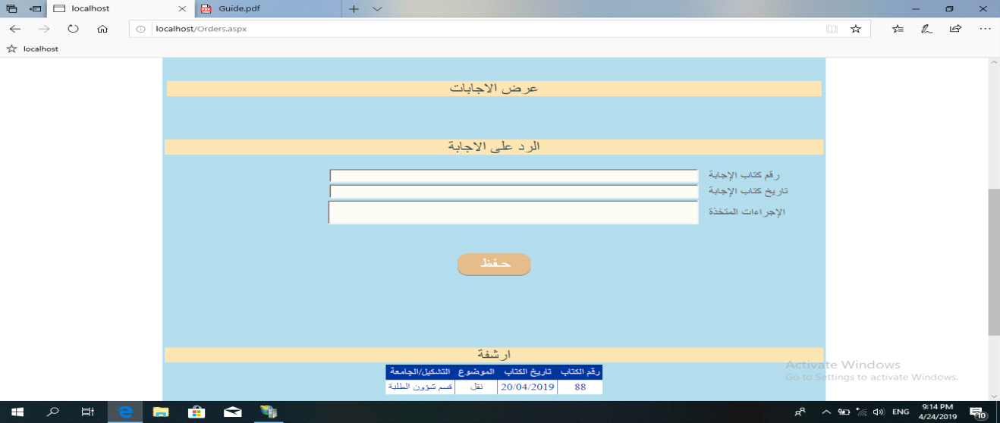 localhost
Guide.pdf
localhost/Orders.aspx
localhost
عرض الاجابات
الرد على الاجابة
رقم كتاب الإجابة
تاريخ كتاب الإجابة
الإجراءات المتخذة
حـفظ
ارشفة
رقم الكتاب تاريخ الكتاب الموضوع التشكيل/الجامعة
88 20/04/2019 نقل قسم شؤون الطلبة
Activate Windows
Go to Settings to activate Windows.
ENG
9:14 PM
4/24/2019
10